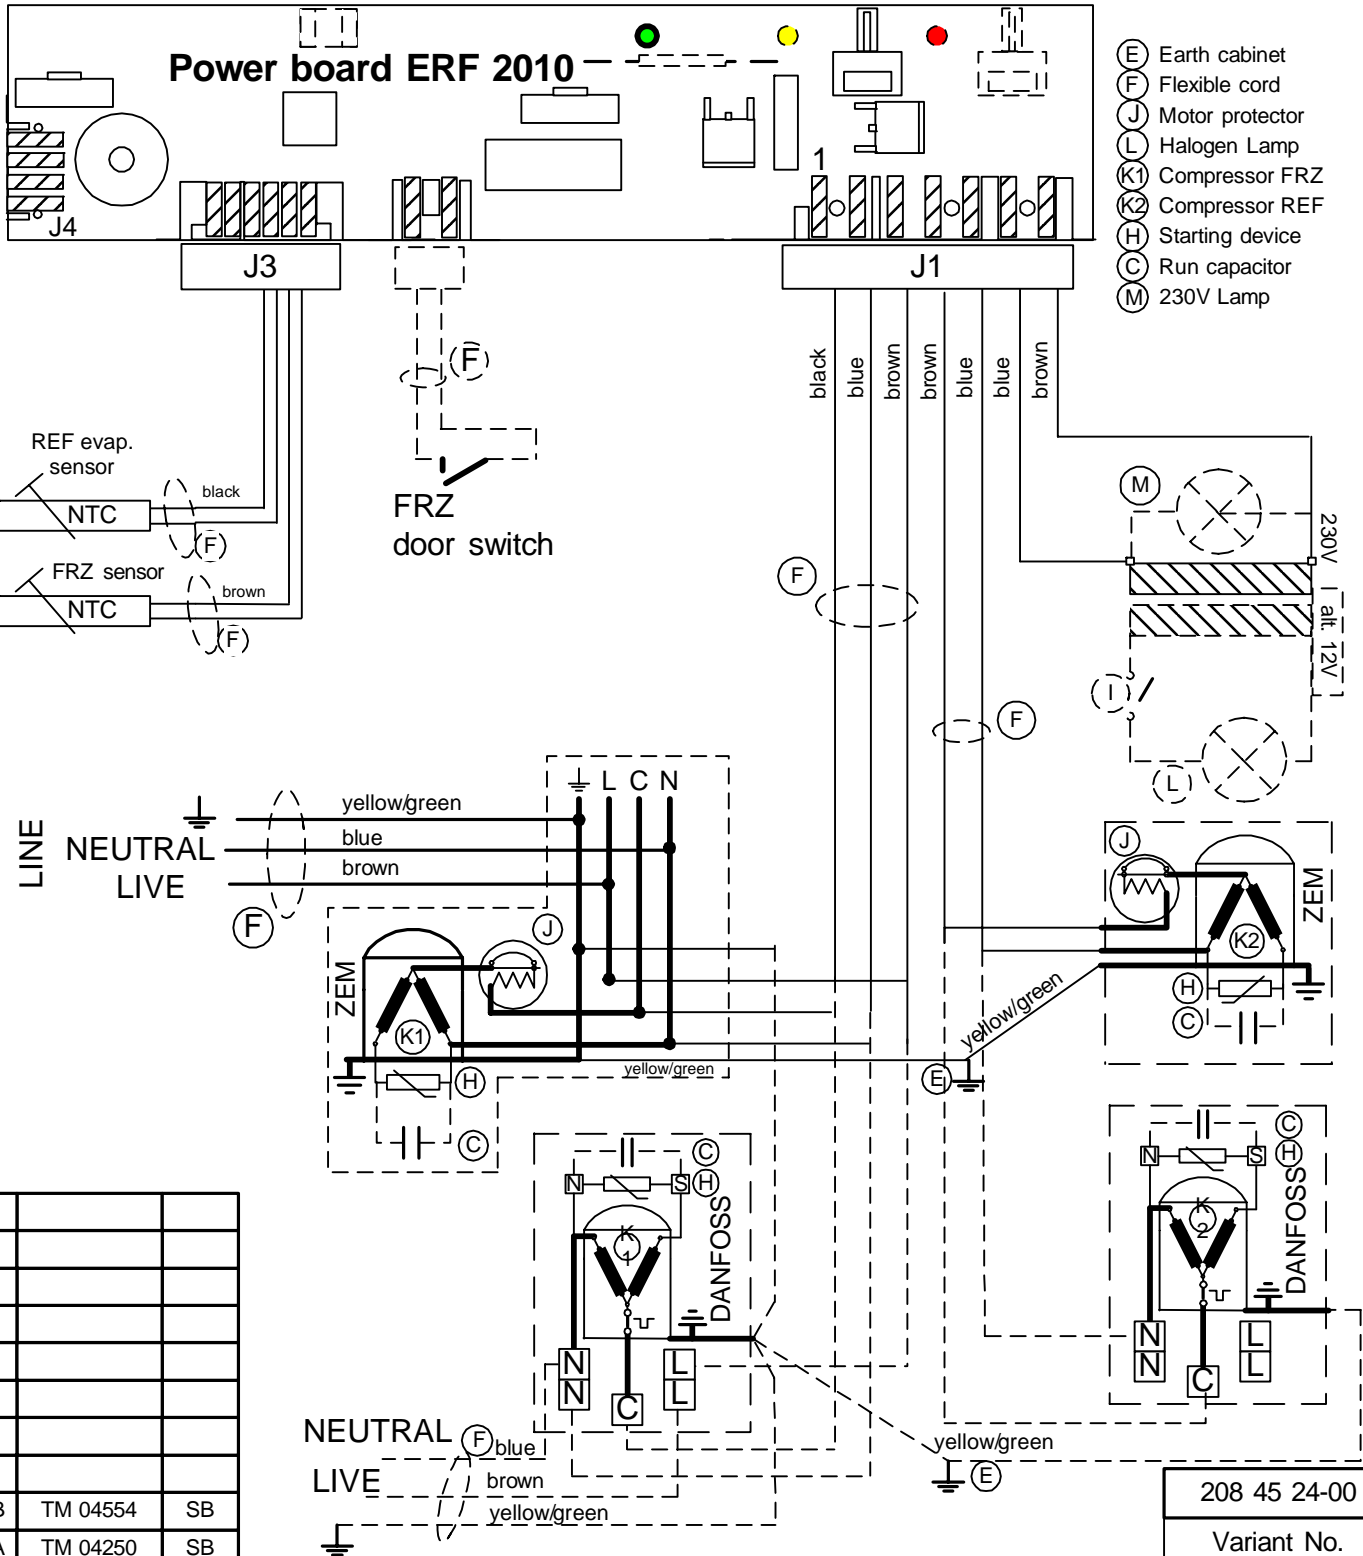 Power board ERF 2010
E Earth cabinet
F Flexible cord
J Motor protector
L Halogen Lamp
K1 Compressor FRZ
K2 Compressor REF
H Starting device
C Run capacitor
M 230V Lamp
1
J4
J3
J1
F
black
blue
brown
brown
blue
blue
brown
REF evap.
sensor
black
NTC
F
FRZ sensor
brown
NTC
F
FRZ
door switch
M
230V
alt. 12V
I
L
F
F
LINE
NEUTRAL
LIVE
yellow/green
blue
brown
F
L C N
J
ZEM
K1
H
C
yellow/green
J
ZEM
K2
H
C
yellow/green
E
C
H
N
S
K
1
DANFOSS
N
N
L
L
C
C
H
N
S
K
2
DANFOSS
N
N
L
L
C
NEUTRAL
F
blue
LIVE
brown
yellow/green
yellow/green
E
B TM 04554 SB
A TM 04250 SB
208 45 24-00
Variant No.